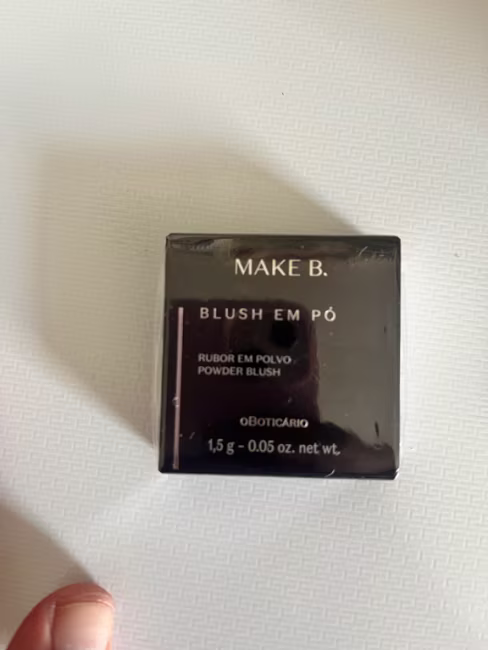 MAKE B.
BLUSH EM PÓ
RUBOR EM POLVO
POWDER BLUSH
oBOTICÁRIO
1,5 g - 0.05 oz. net wt.